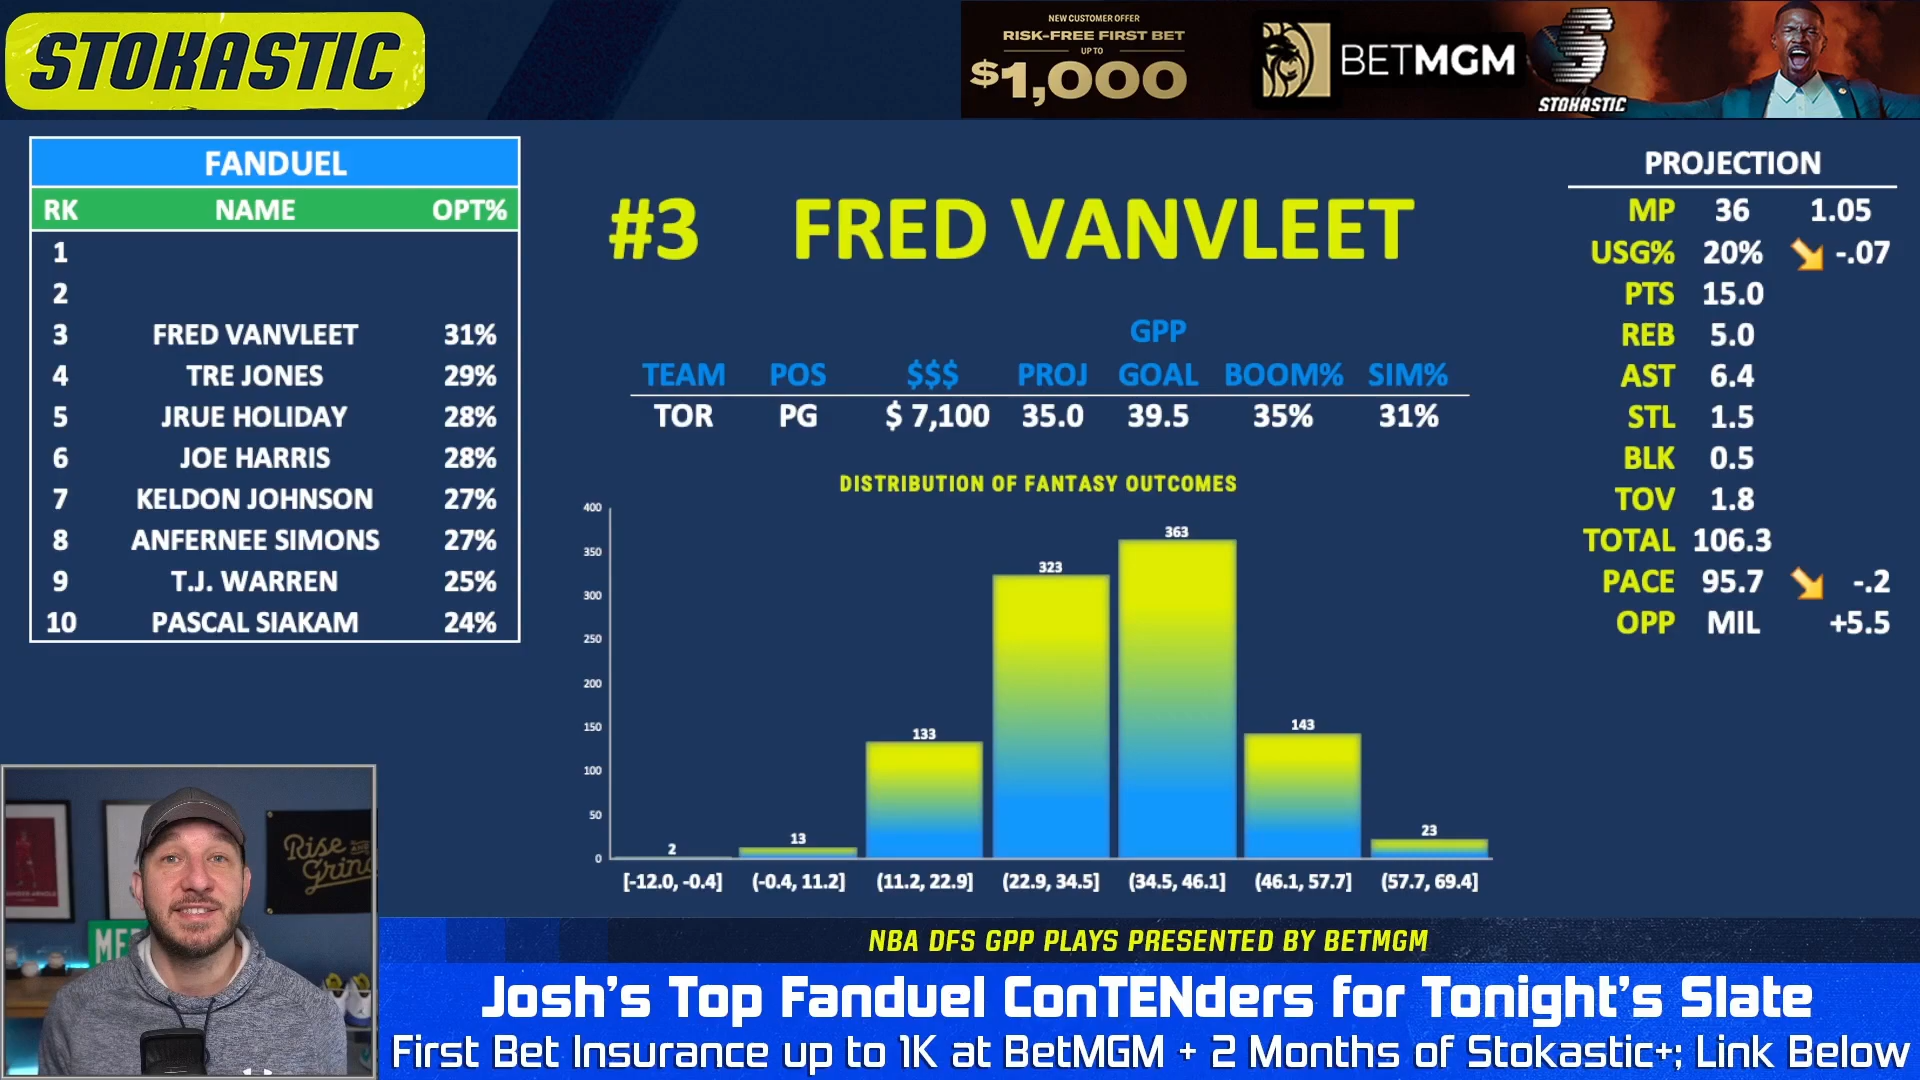 STOKASTIC
NEW CUSTOMER OFFER
RISK-FREE FIRST BET
UP TO
$1,000
BETMGM
STOKASTIC
FANDUEL
RK NAME OPT%
1
2
3 FRED VANVLEET 31%
4 TRE JONES 29%
5 JRUE HOLIDAY 28%
6 JOE HARRIS 28%
7 KELDON JOHNSON 27%
8 ANFERNEE SIMONS 27%
9 T.J. WARREN 25%
10 PASCAL SIAKAM 24%
#3 FRED VANVLEET
GPP
TEAM POS $$$ PROJ GOAL BOOM% SIM%
TOR PG $ 7,100 35.0 39.5 35% 31%
DISTRIBUTION OF FANTASY OUTCOMES
400
350
300
250
200
150
100
50
0
2 13 133 323 363 143 23
[-12.0, -0.4] (-0.4, 11.2] (11.2, 22.9] (22.9, 34.5] (34.5, 46.1] (46.1, 57.7] (57.7, 69.4]
PROJECTION
MP 36 1.05
USG% 20% -.07
PTS 15.0
REB 5.0
AST 6.4
STL 1.5
BLK 0.5
TOV 1.8
TOTAL 106.3
PACE 95.7 -.2
OPP MIL +5.5
Rise
AND
Grind
NBA DFS GPP PLAYS PRESENTED BY BETMGM
Josh's Top Fanduel ConTENders for Tonight's Slate
First Bet Insurance up to 1K at BetMGM + 2 Months of Stokastic+; Link Below